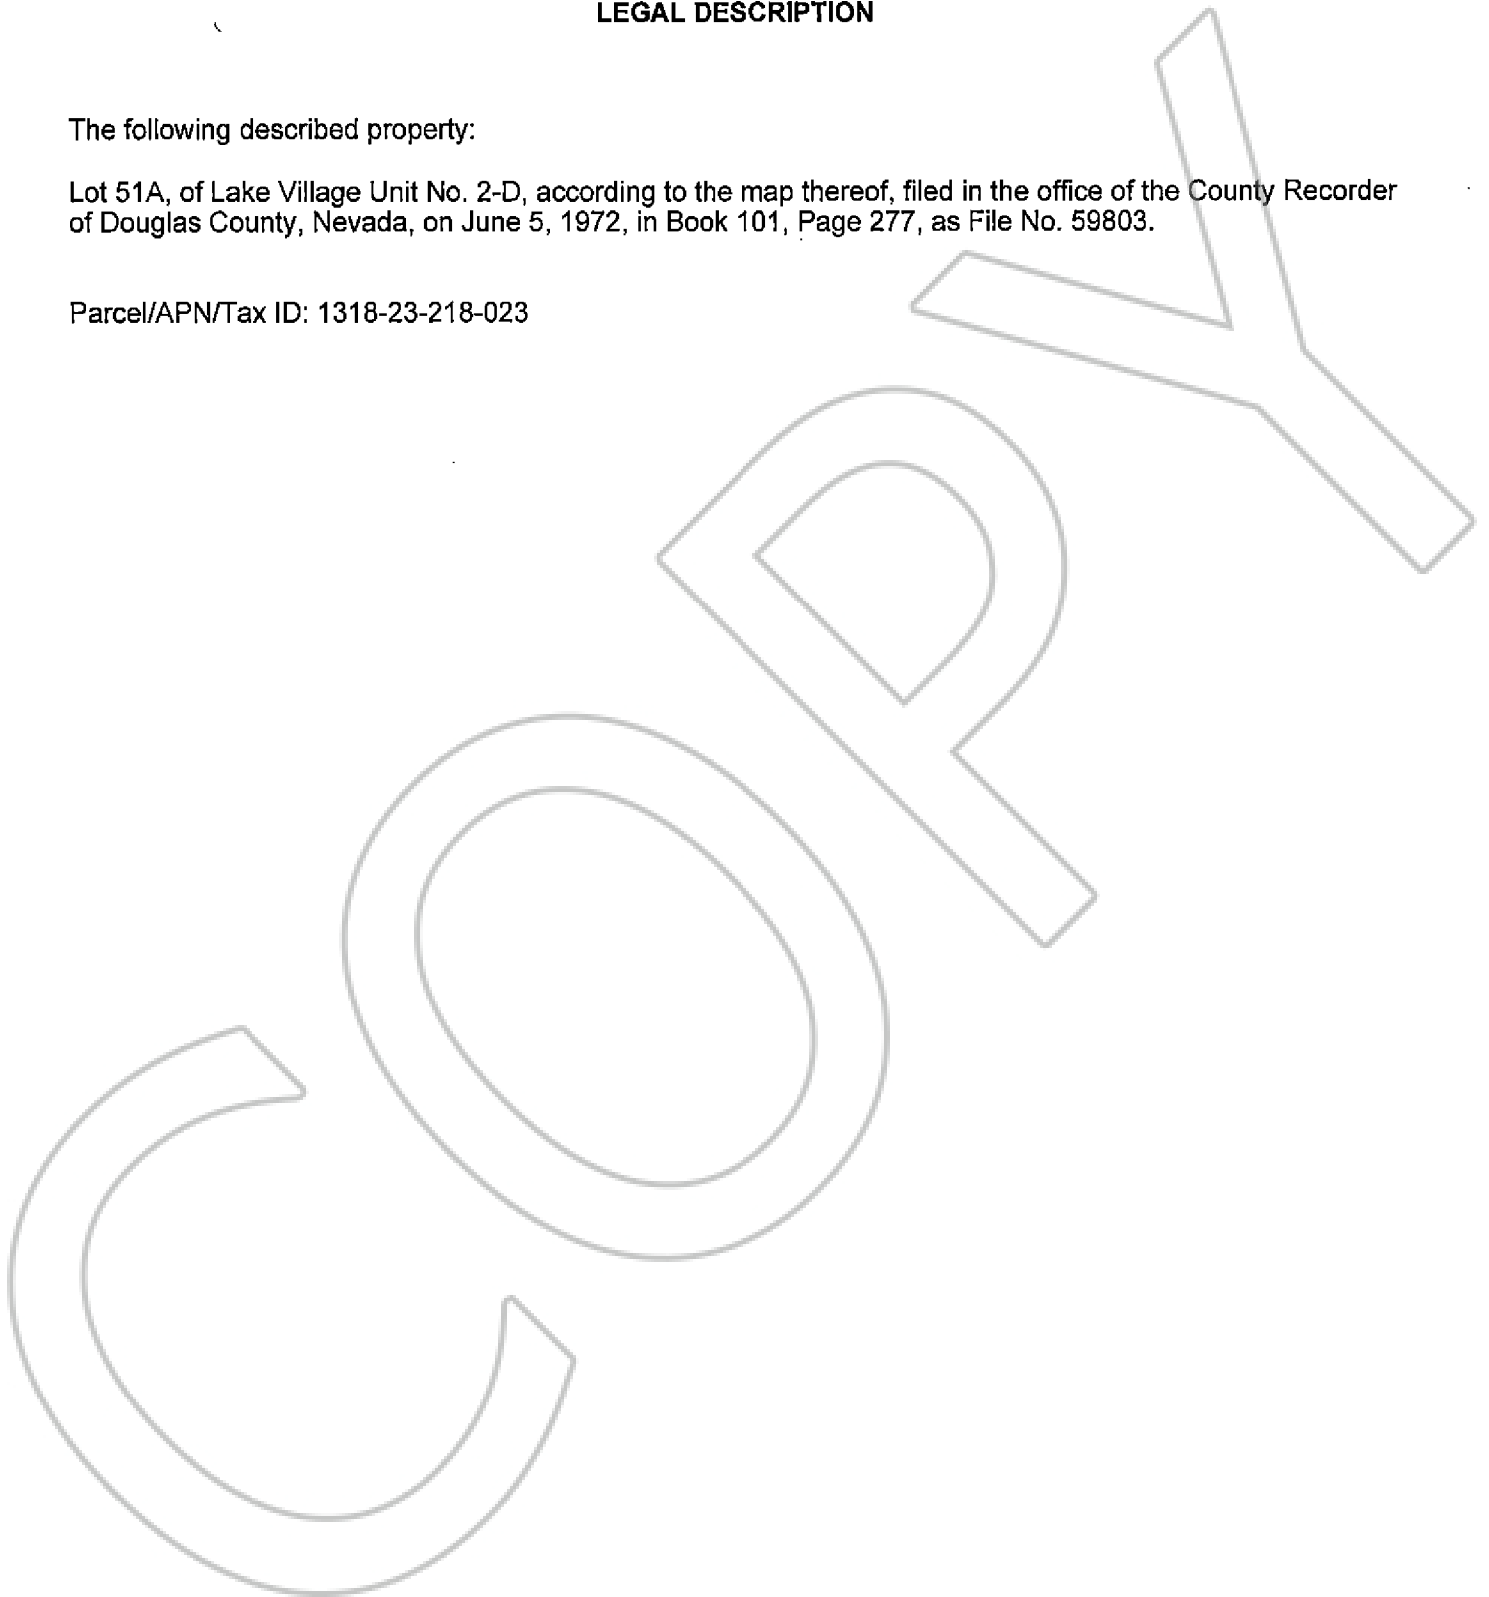 LEGAL DESCRIPTION
The following described property:
Lot 51A, of Lake Village Unit No. 2-D, according to the map thereof, filed in the office of the County Recorder
of Douglas County, Nevada, on June 5, 1972, in Book 101, Page 277, as File No. 59803.
Parcel/APN/Tax ID: 1318-23-218-023
COPY